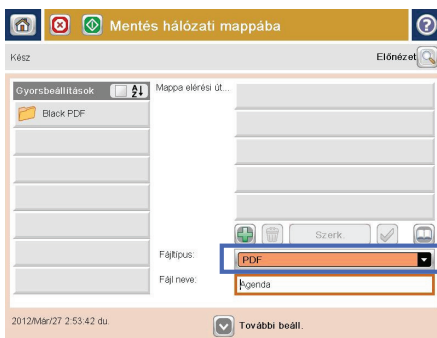 Mentés hálózati mappába
Kész
Előnézet
Gyorsbeállítások
Mappa elérési út...
Black PDF
Szerk.
Fájltípus:
PDF
Fájl neve:
Agenda
2012/Már/27 2:53:42 du.
További beáll.